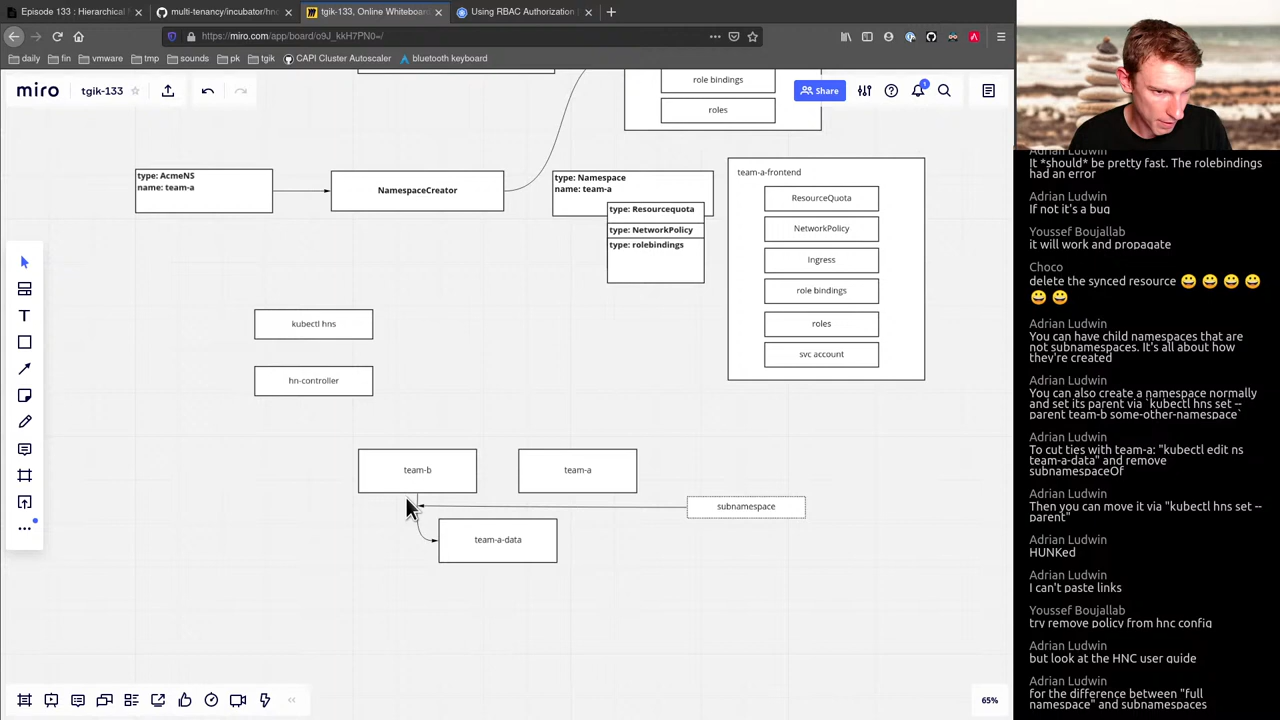 Episode 133 : Hierarchical M
multi-tenancy/incubator/hnc
tgik-133, Online Whiteboard
Using RBAC Authorization
https://miro.com/app/board/o9J_kkH7PN0=/
daily
fin
vmware
tmp
sounds
pk
tgik
CAPI Cluster Autoscaler
bluetooth keyboard
miro
tgik-133
Share
role bindings
roles
type: AcmeNS
name: team-a
NamespaceCreator
type: Namespace
name: team-a
type: Resourcequota
type: NetworkPolicy
type: rolebindings
team-a-frontend
ResourceQuota
NetworkPolicy
Ingress
role bindings
roles
svc account
kubectl hns
hn-controller
team-b
team-a
subnamespace
team-a-data
65%
Adrian Ludwin
It *should* be pretty fast. The rolebindings
had an error
Adrian Ludwin
If not it's a bug
Youssef Boujallab
it will work and propagate
Choco
delete the synced resource 😀 😀 😀 😀
😀 😀
Adrian Ludwin
You can have child namespaces that are
not subnamespaces. It's all about how
they're created
Adrian Ludwin
You can also create a namespace normally
and set its parent via `kubectl hns set --
parent team-b some-other-namespace`
Adrian Ludwin
To cut ties with team-a: "kubectl edit ns
team-a-data" and remove
subnamespaceOf
Adrian Ludwin
Then you can move it via "kubectl hns set --
parent"
Adrian Ludwin
HUNKed
Adrian Ludwin
I can't paste links
Youssef Boujallab
try remove policy from hnc config
Adrian Ludwin
but look at the HNC user guide
Adrian Ludwin
for the difference between "full
namespace" and subnamespaces